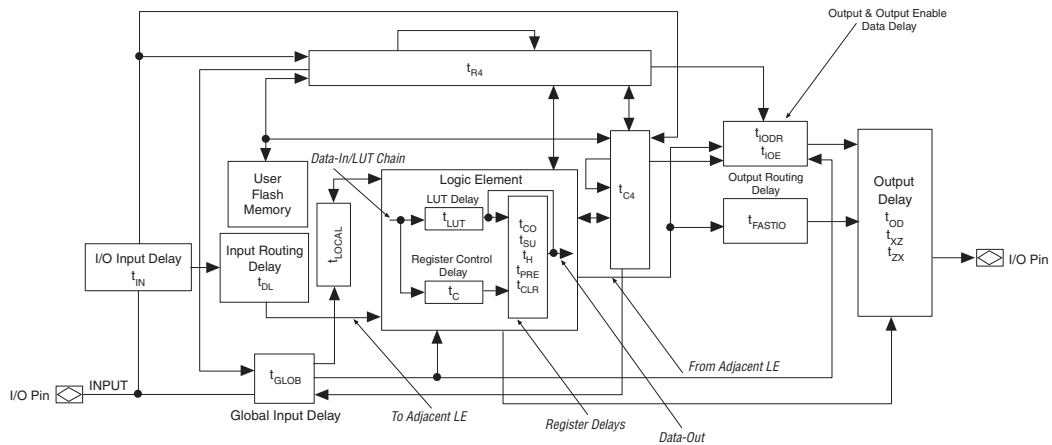 Output & Output Enable
Data Delay
tR4
tIODR
tIOE
Data-In/LUT Chain
User
Flash
Memory
Logic Element
LUT Delay
tLUT
tC4
Output Routing
Delay
Output
Delay
tOD
tXZ
tZX
tCO
tSU
tH
tPRE
tCLR
tFASTIO
I/O Input Delay
tIN
Input Routing
Delay
tDL
tLOCAL
Register Control
Delay
tC
I/O Pin
From Adjacent LE
I/O Pin
INPUT
tGLOB
Global Input Delay
To Adjacent LE
Register Delays
Data-Out